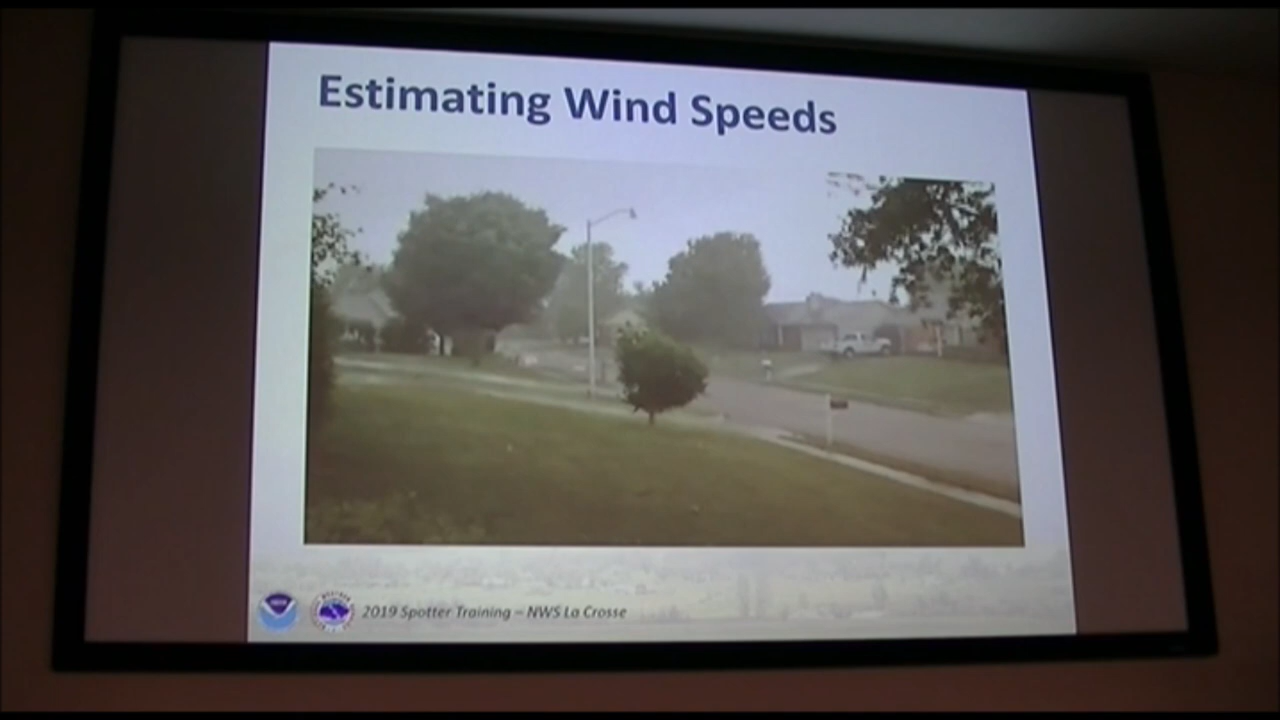 Estimating Wind Speeds
2019 Spotter Training – NWS La Crosse